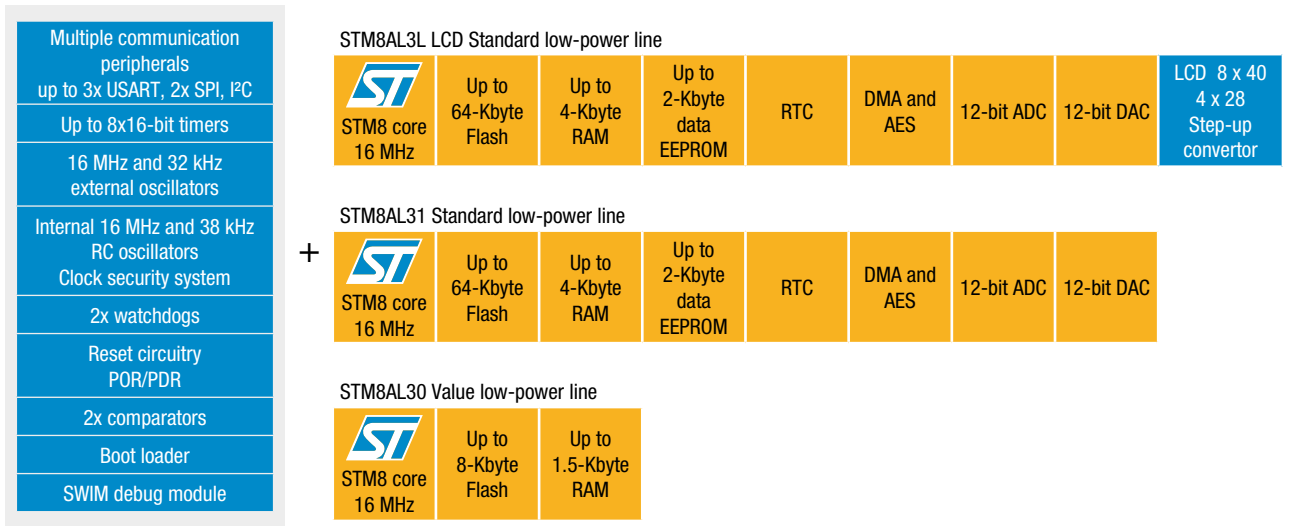 Multiple communication
peripherals
up to 3x USART, 2x SPI, I²C
Up to 8x16-bit timers
16 MHz and 32 kHz
external oscillators
Internal 16 MHz and 38 kHz
RC oscillators
Clock security system
2x watchdogs
Reset circuitry
POR/PDR
2x comparators
Boot loader
SWIM debug module
+
STM8AL3L LCD Standard low-power line
ST
STM8 core
16 MHz
Up to
64-Kbyte
Flash
Up to
4-Kbyte
RAM
Up to
2-Kbyte
data
EEPROM
RTC
DMA and
AES
12-bit ADC
12-bit DAC
LCD 8 x 40
4 x 28
Step-up
convertor
STM8AL31 Standard low-power line
ST
STM8 core
16 MHz
Up to
64-Kbyte
Flash
Up to
4-Kbyte
RAM
Up to
2-Kbyte
data
EEPROM
RTC
DMA and
AES
12-bit ADC
12-bit DAC
STM8AL30 Value low-power line
ST
STM8 core
16 MHz
Up to
8-Kbyte
Flash
Up to
1.5-Kbyte
RAM